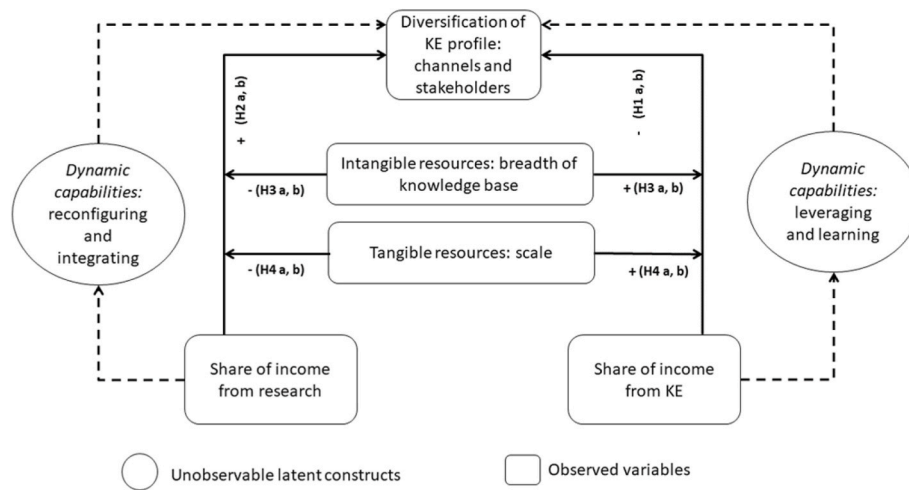 Diversification of
KE profile:
channels and
stakeholders
+ (H2 a, b)
- (H1 a, b)
Intangible resources: breadth of
knowledge base
- (H3 a, b)
+ (H3 a, b)
Dynamic
capabilities:
reconfiguring
and
integrating
Dynamic
capabilities:
leveraging
and learning
Tangible resources: scale
- (H4 a, b)
+ (H4 a, b)
Share of income
from research
Share of income
from KE
Unobservable latent constructs
Observed variables